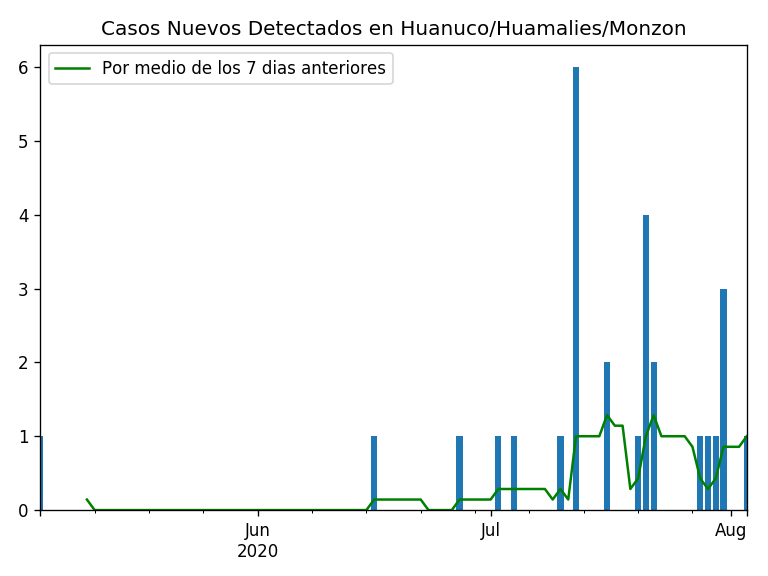 Casos Nuevos Detectados en Huanuco/Huamalies/Monzon
Por medio de los 7 dias anteriores
6
5
4
3
2
1
0
Jun
2020
Jul
Aug